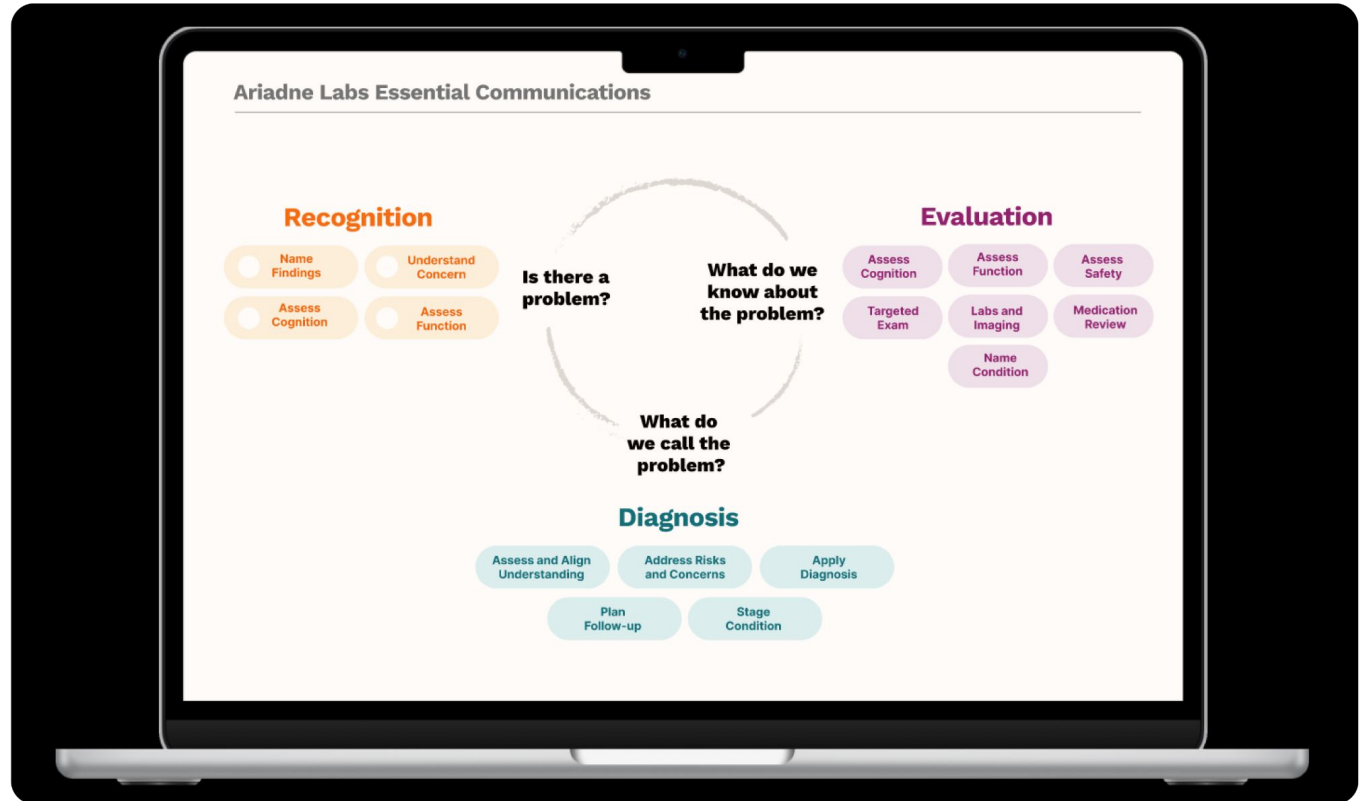 Ariadne Labs Essential Communications
Recognition
Name
Findings
Understand
Concern
Assess
Cognition
Assess
Function
Is there a
problem?
What do we
know about
the problem?
What do
we call the
problem?
Evaluation
Assess
Cognition
Assess
Function
Assess
Safety
Targeted
Exam
Labs and
Imaging
Medication
Review
Name
Condition
Diagnosis
Assess and Align
Understanding
Address Risks
and Concerns
Apply
Diagnosis
Plan
Follow-up
Stage
Condition